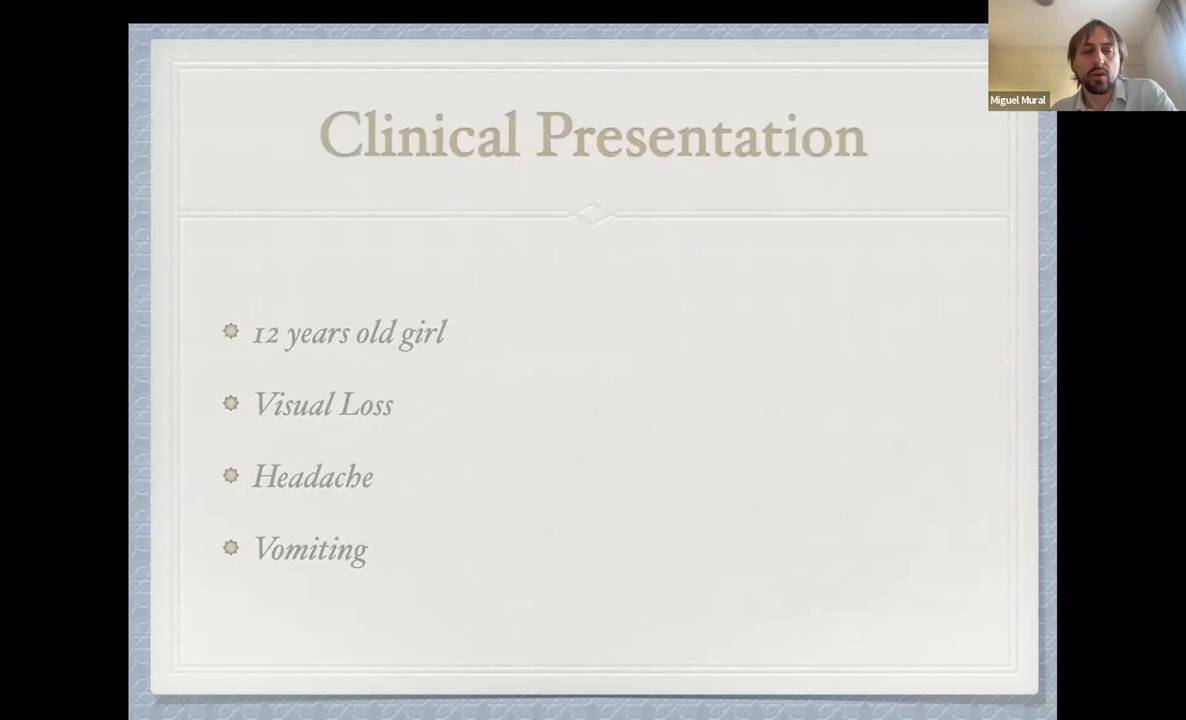 Clinical Presentation
Miguel Mural
12 years old girl
Visual Loss
Headache
Vomiting